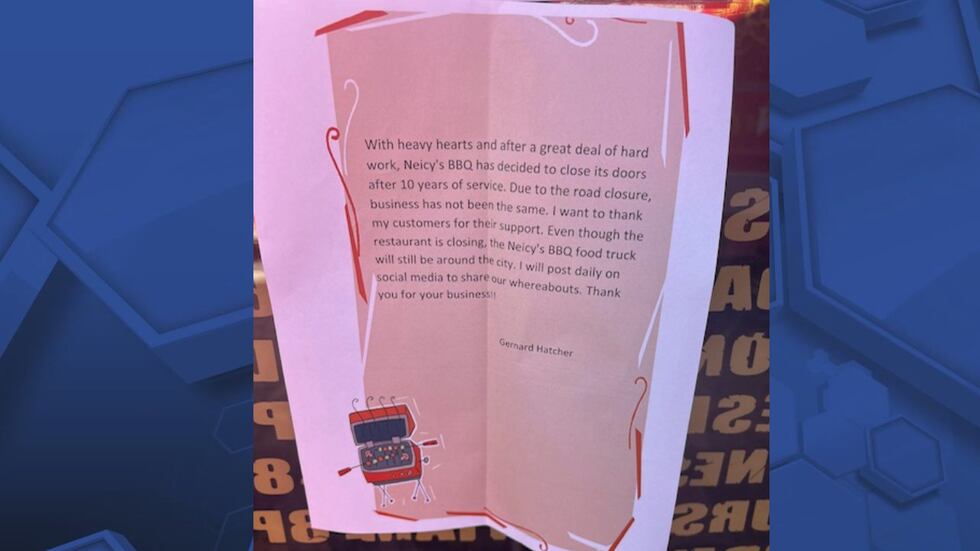 With heavy hearts and after a great deal of hard
work, Neicy's BBQ has decided to close its doors
after 10 years of service. Due to the road closure,
business has not been the same. I want to thank
my customers for their support. Even though the
restaurant is closing, the Neicy's BBQ food truck
will still be around the city. I will post daily on
social media to share our whereabouts. Thank
you for your business!!
Gernard Hatcher